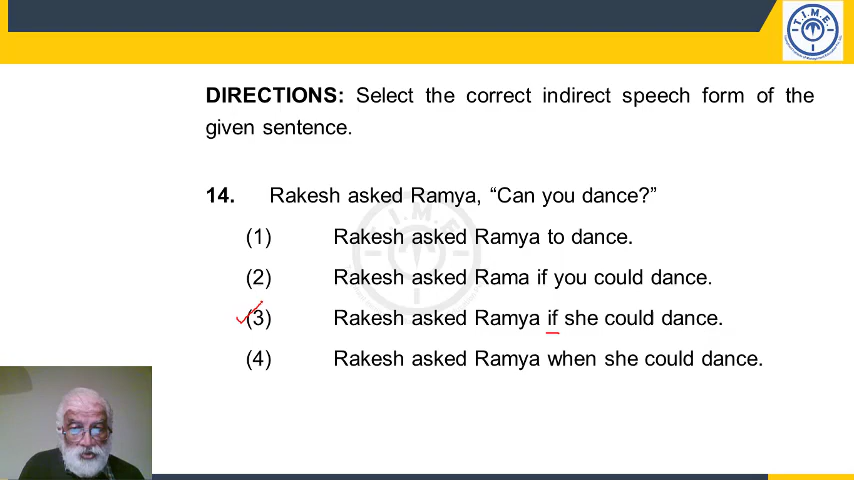 T.I.M.E.
DIRECTIONS: Select the correct indirect speech form of the
given sentence.
14. Rakesh asked Ramya, “Can you dance?”
(1) Rakesh asked Ramya to dance.
(2) Rakesh asked Rama if you could dance.
(3) Rakesh asked Ramya if she could dance.
(4) Rakesh asked Ramya when she could dance.